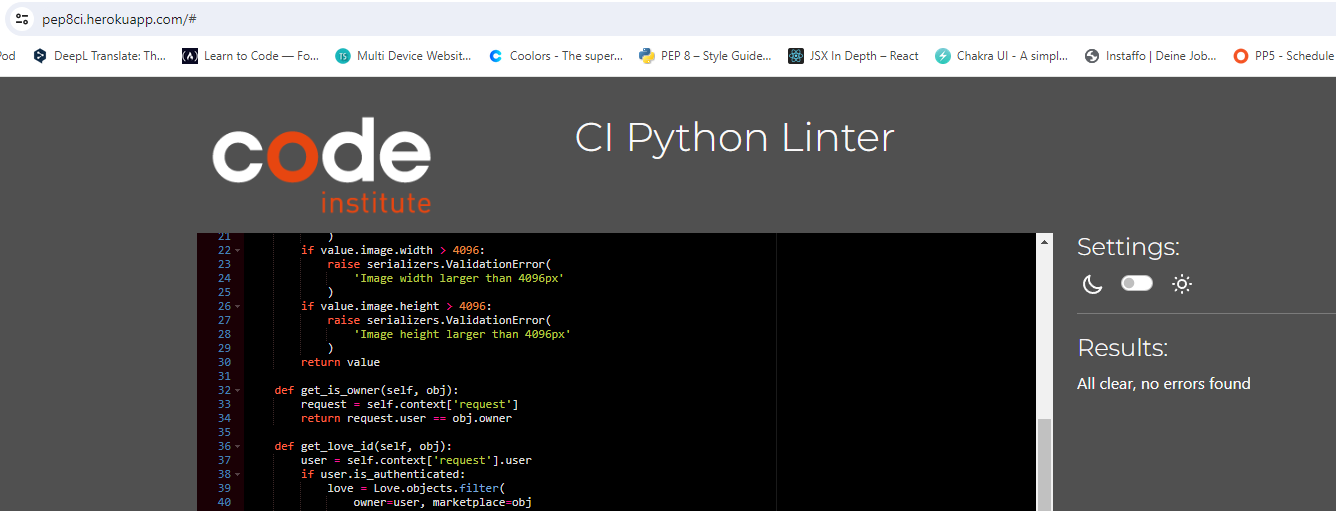 pep8ci.herokuapp.com/#
Pod DeepL Translate: Th... Learn to Code — Fo... TS Multi Device Websit... Coolors - The super... PEP 8 – Style Guide... JSX In Depth – React Chakra UI - A simpl... Instaffo | Deine Job... PP5 - Schedule
code
institute
CI Python Linter
21 )
22 if value.image.width > 4096:
23 raise serializers.ValidationError(
24 'Image width larger than 4096px'
25 )
26 if value.image.height > 4096:
27 raise serializers.ValidationError(
28 'Image height larger than 4096px'
29 )
30 return value
31
32 def get_is_owner(self, obj):
33 request = self.context['request']
34 return request.user == obj.owner
35
36 def get_love_id(self, obj):
37 user = self.context['request'].user
38 if user.is_authenticated:
39 love = Love.objects.filter(
40 owner=user, marketplace=obj
Settings:
Results:
All clear, no errors found